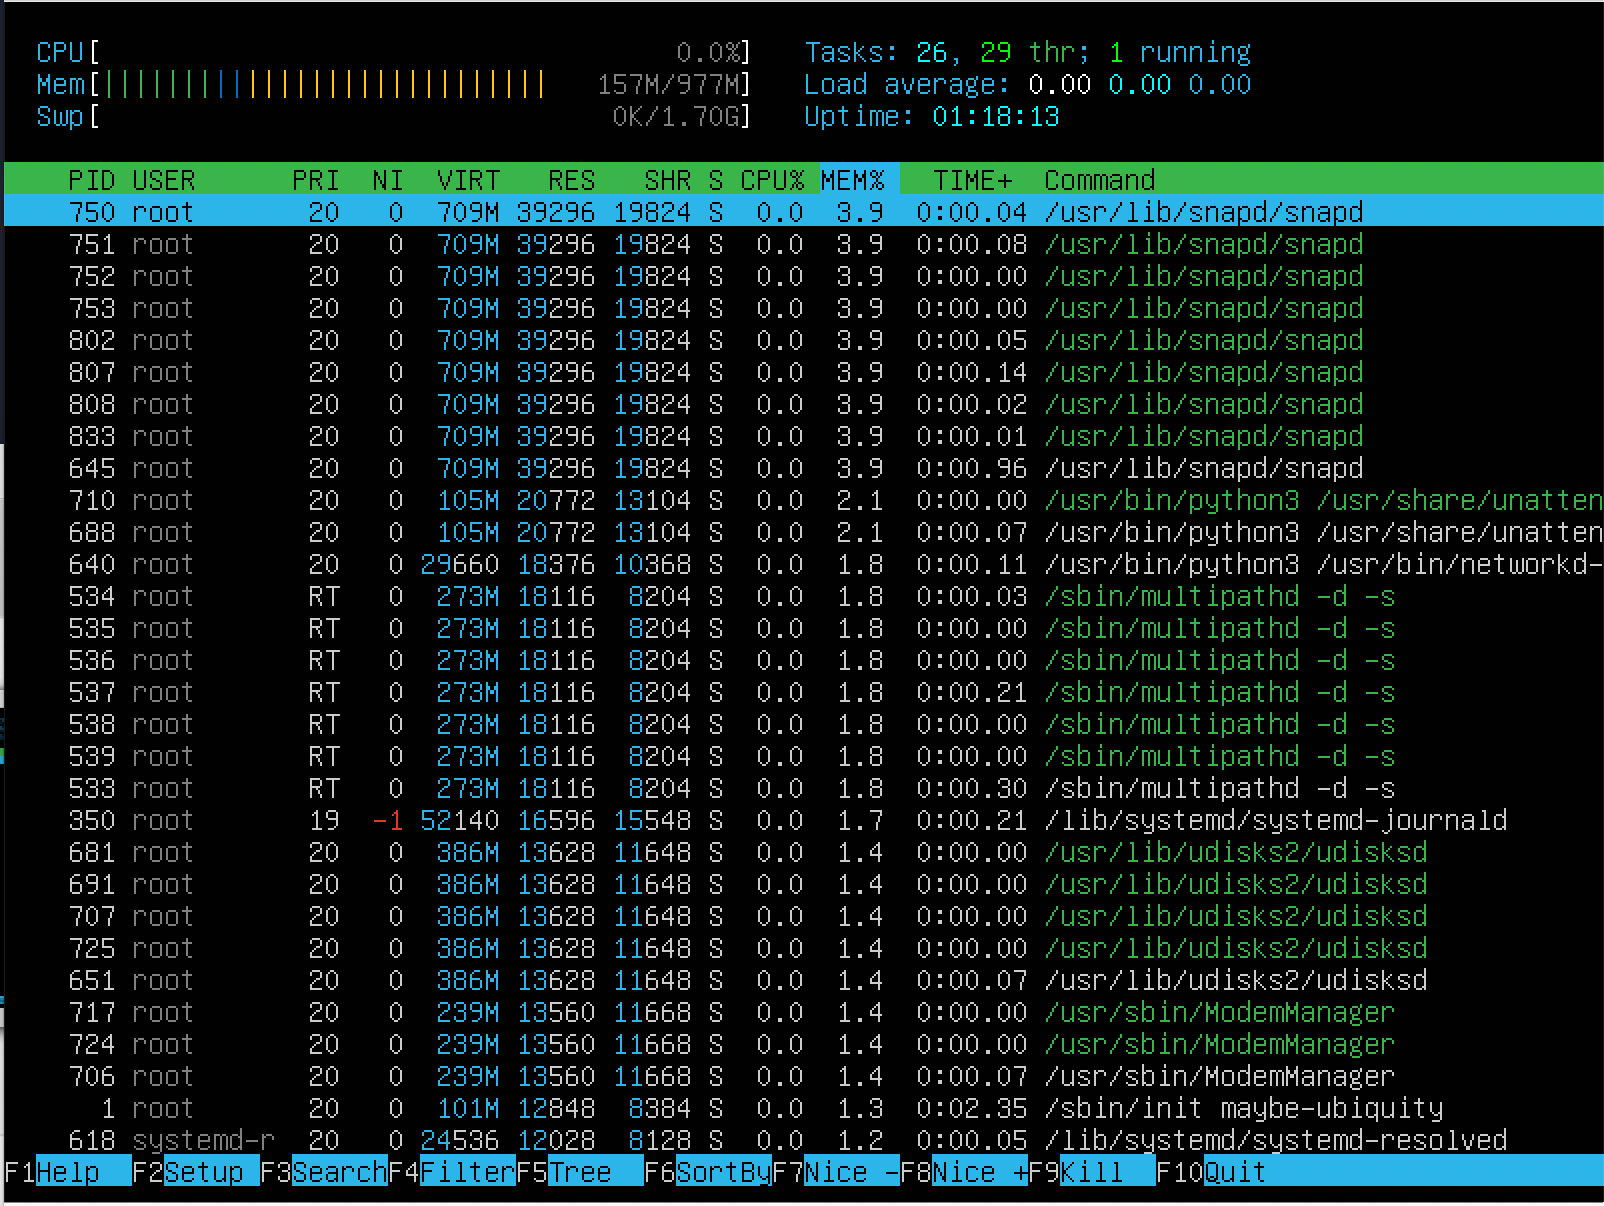 CPU[ 0.0%] Tasks: 26, 29 thr; 1 running
Mem[||||||||||||||||||||||||||||157M/977M] Load average: 0.00 0.00 0.00
Swp[ 0K/1.70G] Uptime: 01:18:13
PID USER PRI NI VIRT RES SHR S CPU% MEM% TIME+ Command
750 root 20 0 709M 39296 19824 S 0.0 3.9 0:00.04 /usr/lib/snapd/snapd
751 root 20 0 709M 39296 19824 S 0.0 3.9 0:00.08 /usr/lib/snapd/snapd
752 root 20 0 709M 39296 19824 S 0.0 3.9 0:00.00 /usr/lib/snapd/snapd
753 root 20 0 709M 39296 19824 S 0.0 3.9 0:00.00 /usr/lib/snapd/snapd
802 root 20 0 709M 39296 19824 S 0.0 3.9 0:00.05 /usr/lib/snapd/snapd
807 root 20 0 709M 39296 19824 S 0.0 3.9 0:00.14 /usr/lib/snapd/snapd
808 root 20 0 709M 39296 19824 S 0.0 3.9 0:00.02 /usr/lib/snapd/snapd
833 root 20 0 709M 39296 19824 S 0.0 3.9 0:00.01 /usr/lib/snapd/snapd
645 root 20 0 709M 39296 19824 S 0.0 3.9 0:00.96 /usr/lib/snapd/snapd
710 root 20 0 105M 20772 13104 S 0.0 2.1 0:00.00 /usr/bin/python3 /usr/share/unatten
688 root 20 0 105M 20772 13104 S 0.0 2.1 0:00.07 /usr/bin/python3 /usr/share/unatten
640 root 20 0 29660 18376 10368 S 0.0 1.8 0:00.11 /usr/bin/python3 /usr/bin/networkd-
534 root RT 0 273M 18116 8204 S 0.0 1.8 0:00.03 /sbin/multipathd -d -s
535 root RT 0 273M 18116 8204 S 0.0 1.8 0:00.00 /sbin/multipathd -d -s
536 root RT 0 273M 18116 8204 S 0.0 1.8 0:00.00 /sbin/multipathd -d -s
537 root RT 0 273M 18116 8204 S 0.0 1.8 0:00.21 /sbin/multipathd -d -s
538 root RT 0 273M 18116 8204 S 0.0 1.8 0:00.00 /sbin/multipathd -d -s
539 root RT 0 273M 18116 8204 S 0.0 1.8 0:00.00 /sbin/multipathd -d -s
533 root RT 0 273M 18116 8204 S 0.0 1.8 0:00.30 /sbin/multipathd -d -s
350 root 19 -1 52140 16596 15548 S 0.0 1.7 0:00.21 /lib/systemd/systemd-journald
681 root 20 0 386M 13628 11648 S 0.0 1.4 0:00.00 /usr/lib/udisks2/udisksd
691 root 20 0 386M 13628 11648 S 0.0 1.4 0:00.00 /usr/lib/udisks2/udisksd
707 root 20 0 386M 13628 11648 S 0.0 1.4 0:00.00 /usr/lib/udisks2/udisksd
725 root 20 0 386M 13628 11648 S 0.0 1.4 0:00.00 /usr/lib/udisks2/udisksd
651 root 20 0 386M 13628 11648 S 0.0 1.4 0:00.07 /usr/lib/udisks2/udisksd
717 root 20 0 239M 13560 11668 S 0.0 1.4 0:00.00 /usr/sbin/ModemManager
724 root 20 0 239M 13560 11668 S 0.0 1.4 0:00.00 /usr/sbin/ModemManager
706 root 20 0 239M 13560 11668 S 0.0 1.4 0:00.07 /usr/sbin/ModemManager
1 root 20 0 101M 12848 8384 S 0.0 1.3 0:02.35 /sbin/init maybe-ubiquity
618 systemd-r 20 0 24536 12028 8128 S 0.0 1.2 0:00.05 /lib/systemd/systemd-resolved
F1Help F2Setup F3SearchF4FilterF5Tree F6SortByF7Nice -F8Nice +F9Kill F10Quit